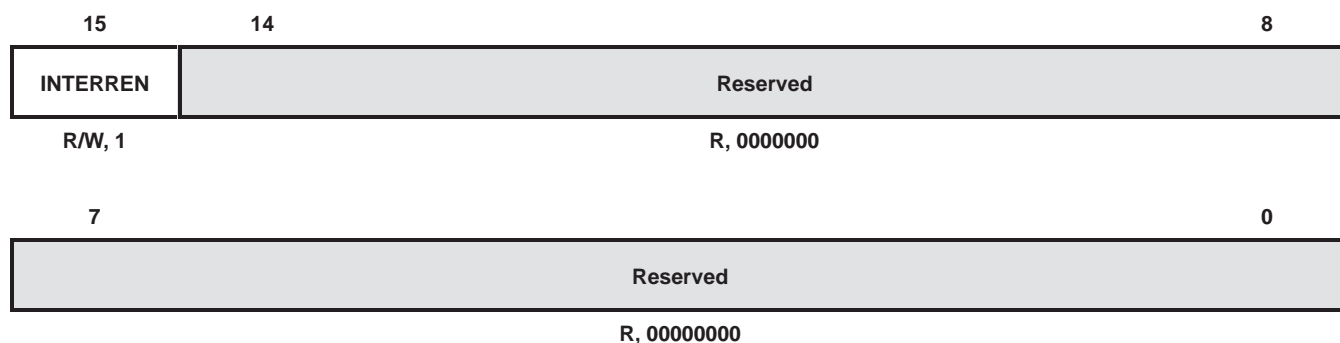 15 14 8
INTERREN Reserved
R/W, 1 R, 0000000
7 0
Reserved
R, 00000000